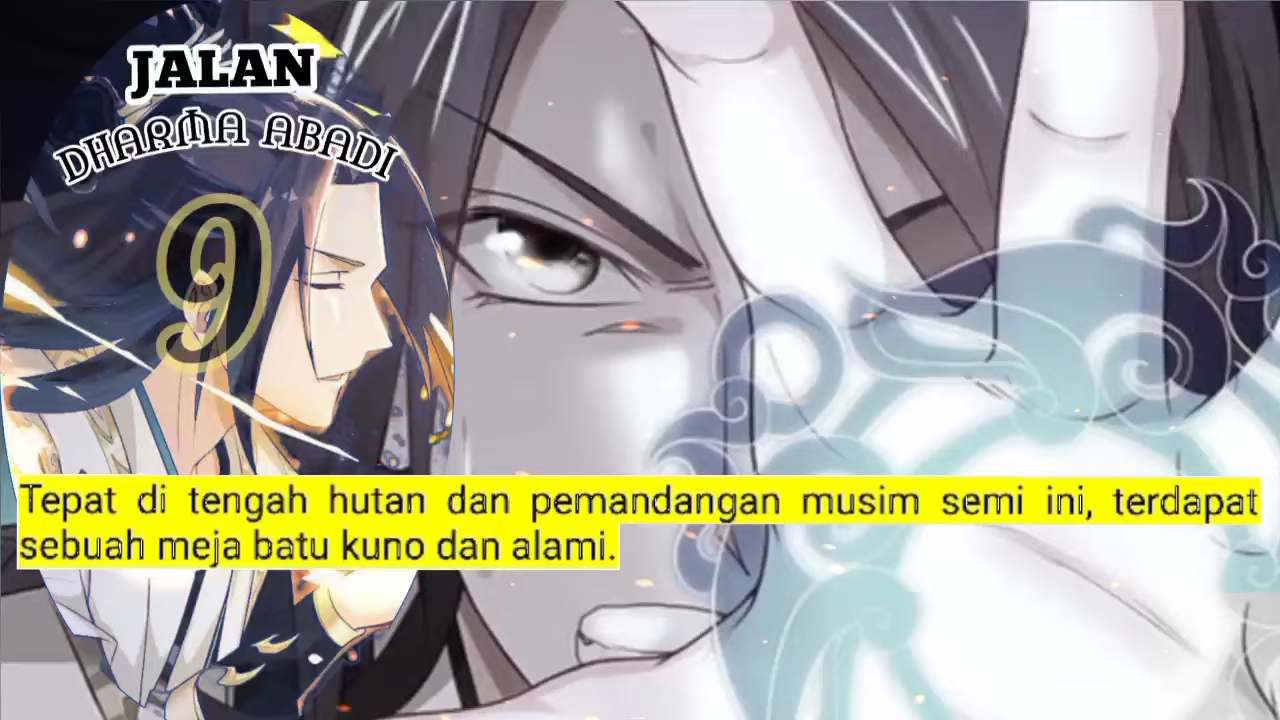 JALAN
DHARMA ABADI
9
Tepat di tengah hutan dan pemandangan musim semi ini, terdapat
sebuah meja batu kuno dan alami.